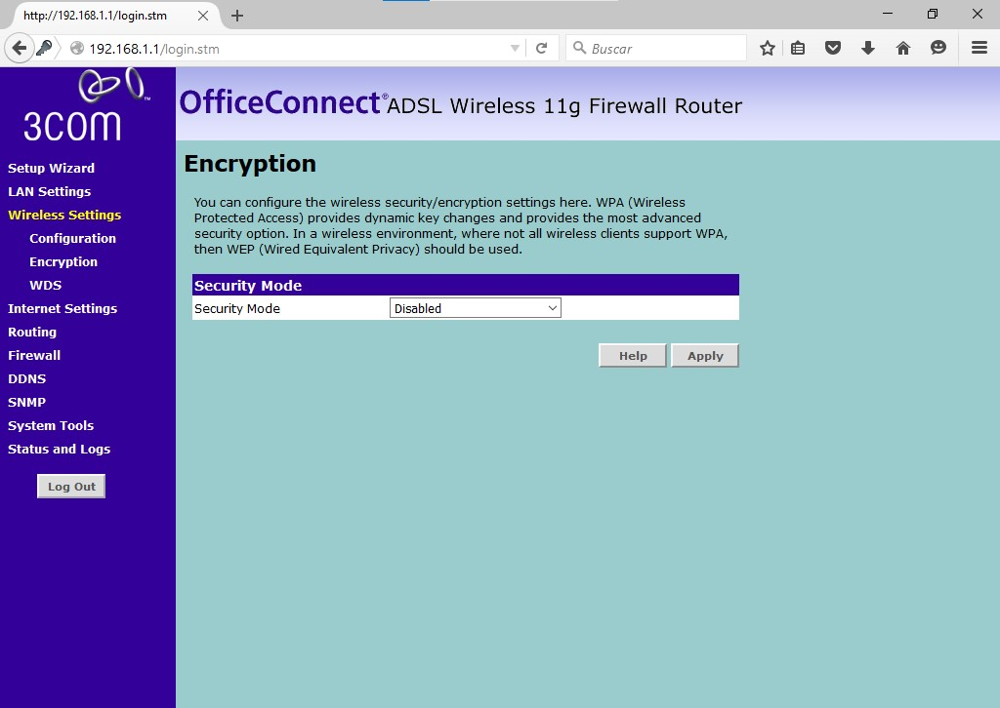 http://192.168.1.1/login.stm
192.168.1.1/login.stm
Buscar
3COM™
OfficeConnect® ADSL Wireless 11g Firewall Router
Setup Wizard
LAN Settings
Wireless Settings
Configuration
Encryption
WDS
Internet Settings
Routing
Firewall
DDNS
SNMP
System Tools
Status and Logs
Log Out
Encryption
You can configure the wireless security/encryption settings here. WPA (Wireless
Protected Access) provides dynamic key changes and provides the most advanced
security option. In a wireless environment, where not all wireless clients support WPA,
then WEP (Wired Equivalent Privacy) should be used.
Security Mode
Security Mode Disabled
Help Apply